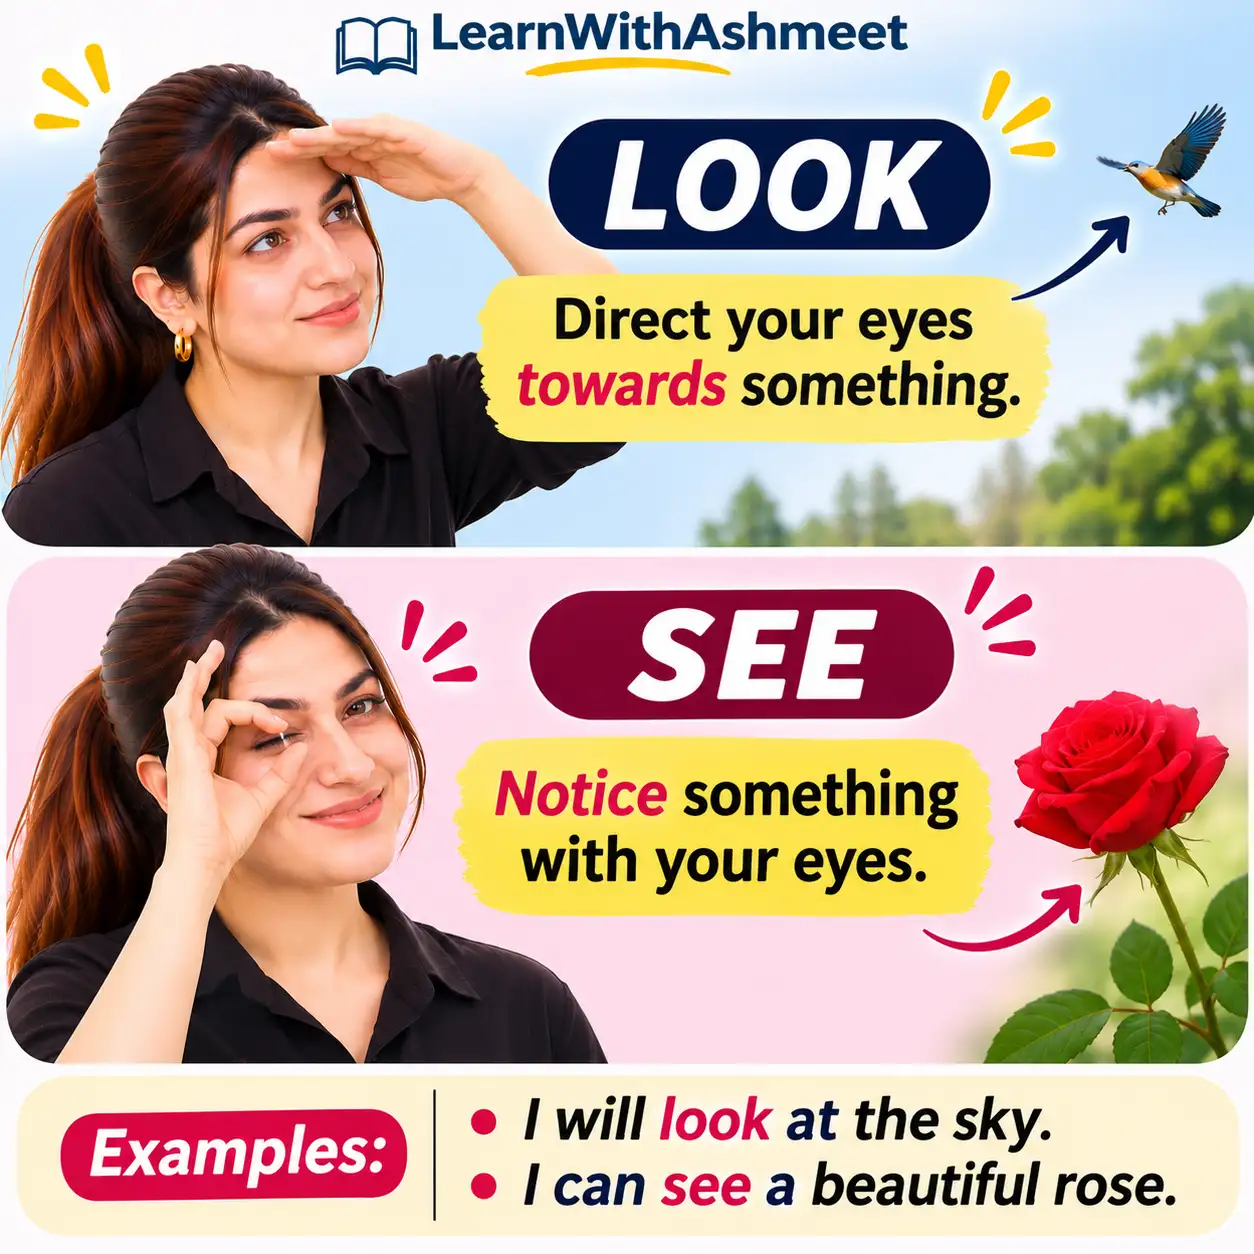 LearnWithAshmeet
LOOK
Direct your eyes
towards something.
SEE
Notice something
with your eyes.
Examples:
• I will look at the sky.
• I can see a beautiful rose.